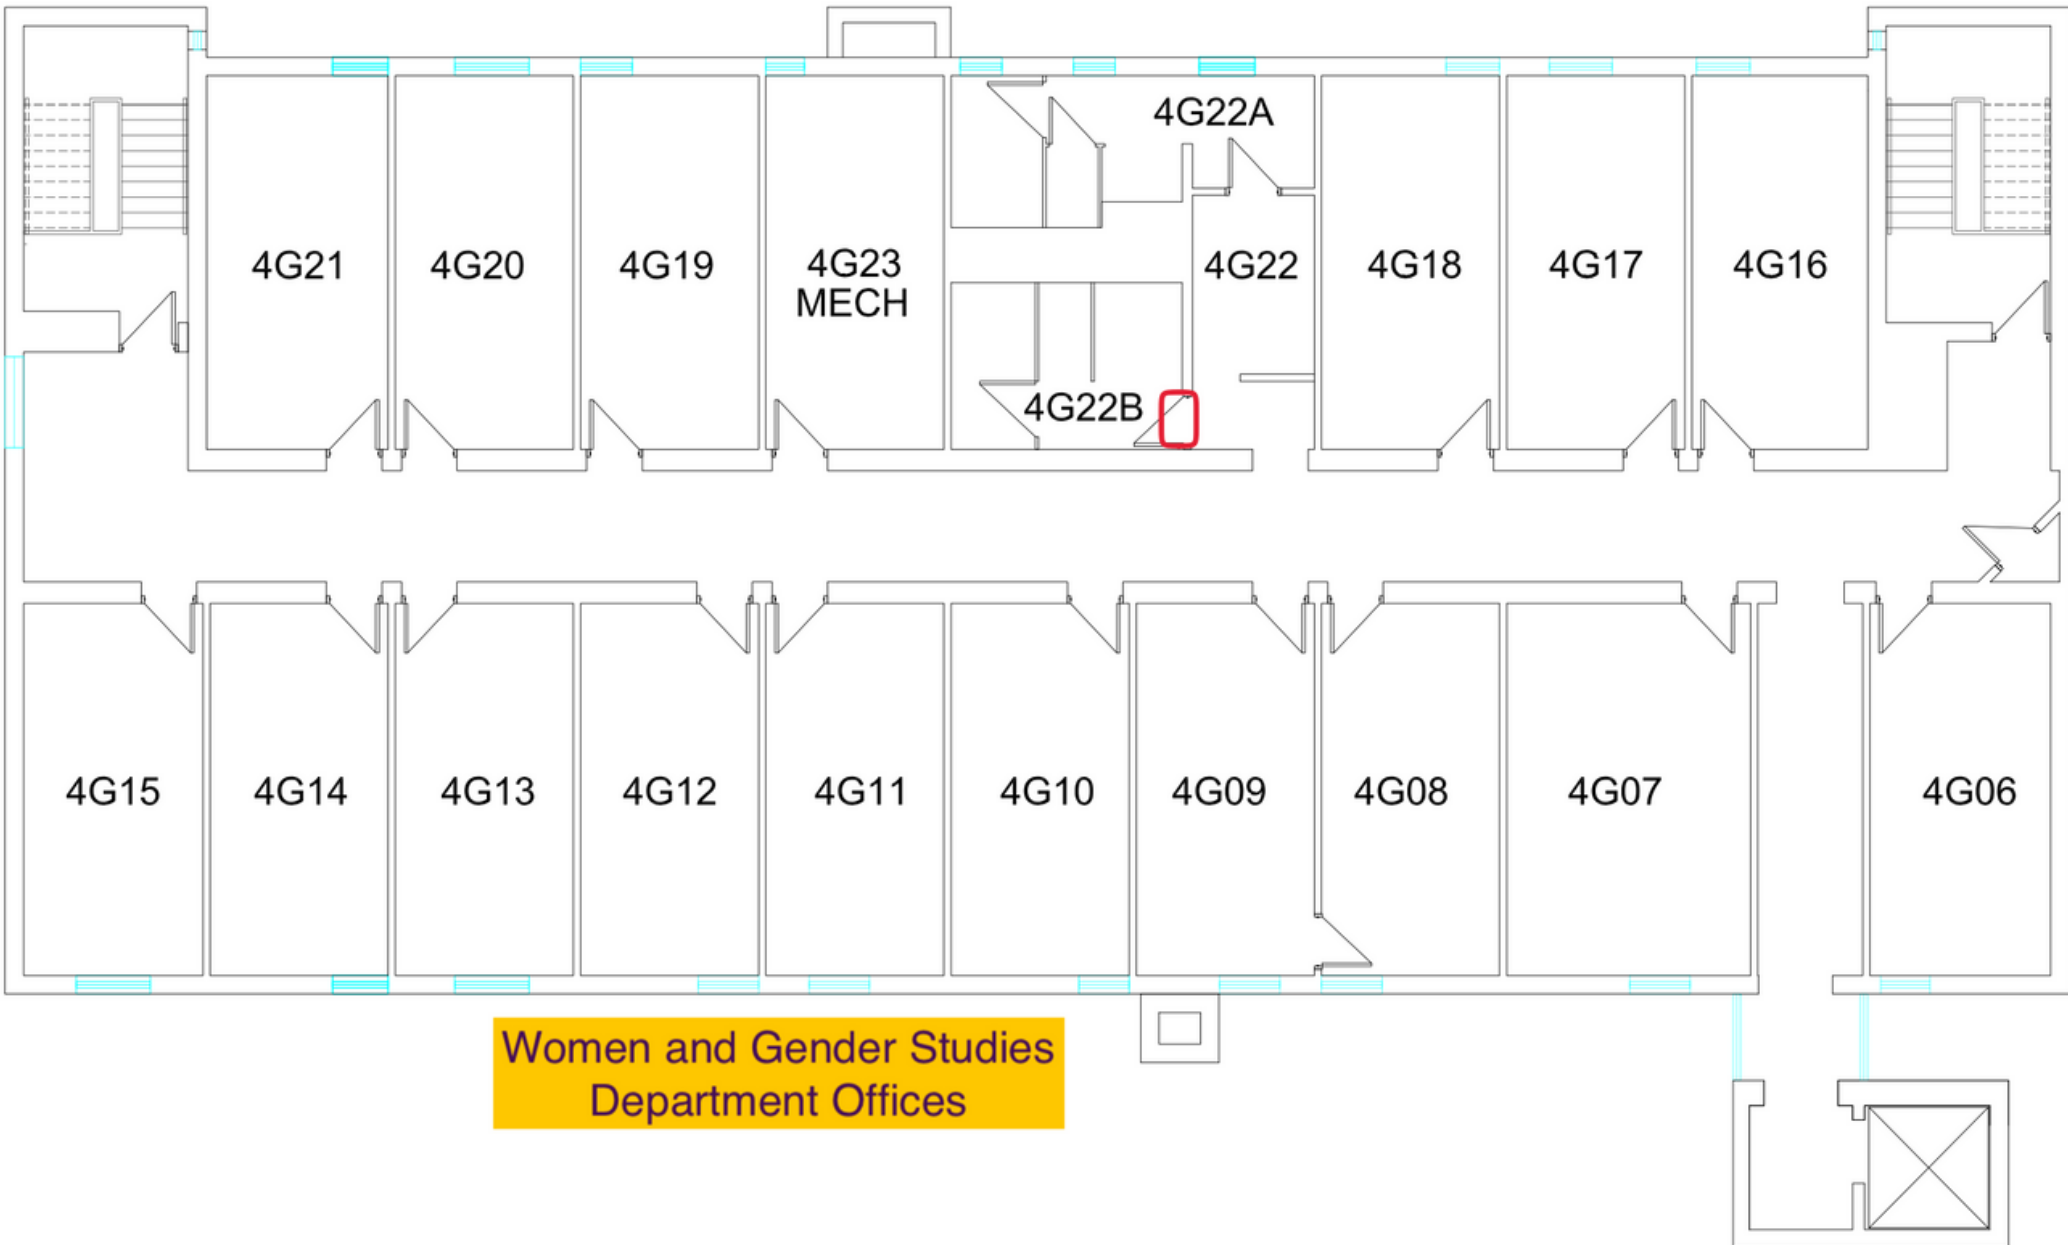 4G22A
4G21
4G20
4G19
4G23
MECH
4G22
4G18
4G17
4G16
4G22B
4G15
4G14
4G13
4G12
4G11
4G10
4G09
4G08
4G07
4G06
Women and Gender Studies
Department Offices